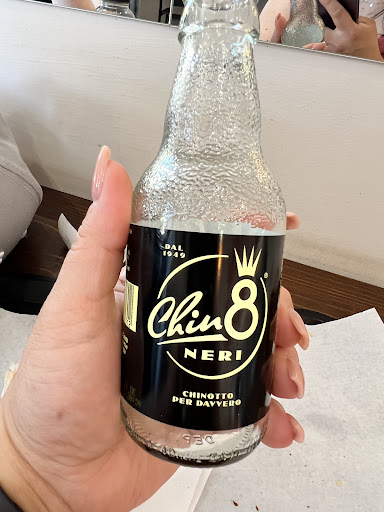 DAL
1949
Chin8
®
NERI
CHINOTTO
PER DAVVERO